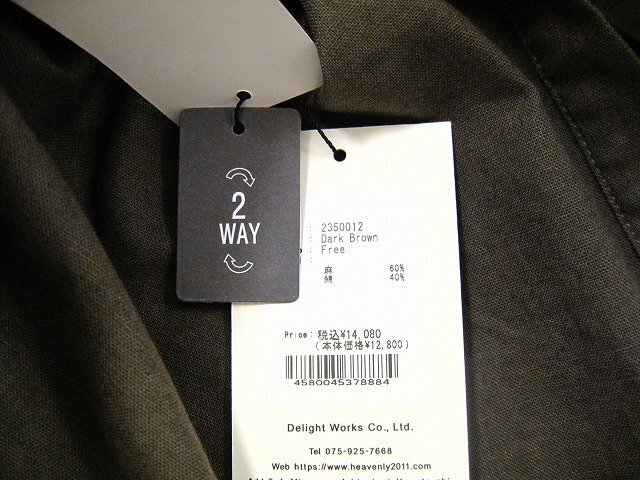 2
WAY
: 2350012
: Dark Brown
: Free
:
麻 60%
綿 40%
Price: 税込¥14,080
(本体価格¥12,800)
4580045378884
Delight Works Co., Ltd.
Tel 075-925-7668
Web https://www.heavenly2011.com